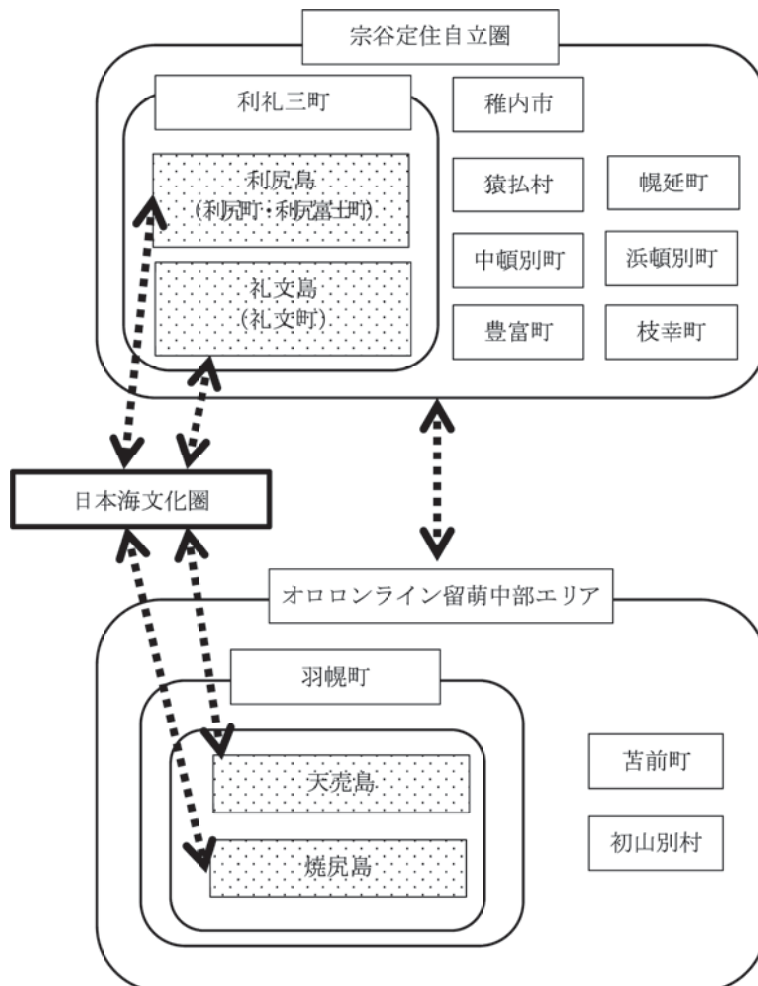 宗谷定住自立圏
利礼三町
稚内市
利尻島
（利尻町・利尻富士町）
猿払村
幌延町
中頓別町
浜頓別町
礼文島
（礼文町）
豊富町
枝幸町
日本海文化圏
オロロンライン留萌中部エリア
羽幌町
天売島
苫前町
焼尻島
初山別村